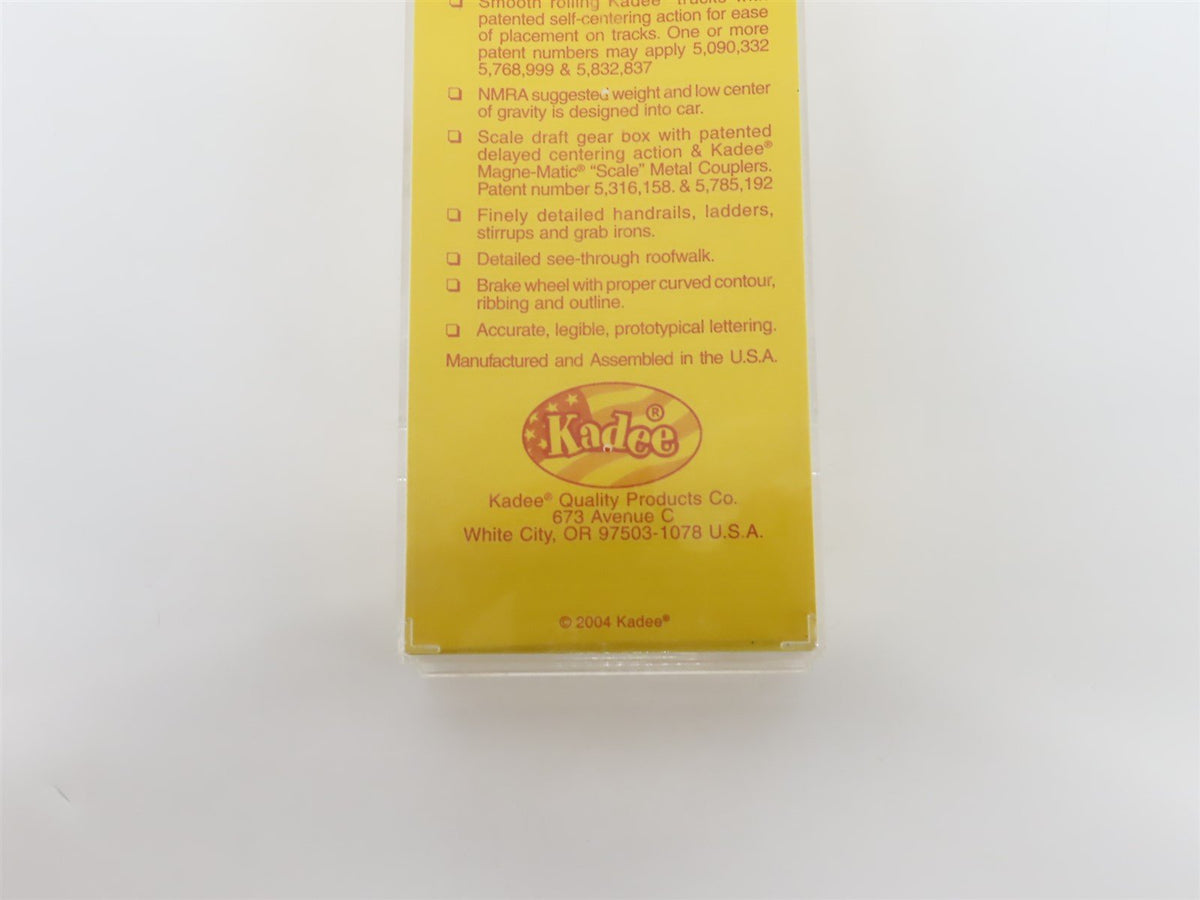 ❏ Smooth rolling Kadee® trucks with
patented self-centering action for ease
of placement on tracks. One or more
patent numbers may apply 5,090,332
5,768,999 & 5,832,837
❏ NMRA suggested weight and low center
of gravity is designed into car.
❏ Scale draft gear box with patented
delayed centering action & Kadee®
Magne-Matic® “Scale” Metal Couplers.
Patent number 5,316,158. & 5,785,192
❏ Finely detailed handrails, ladders,
stirrups and grab irons.
❏ Detailed see-through roofwalk.
❏ Brake wheel with proper curved contour,
ribbing and outline.
❏ Accurate, legible, prototypical lettering.
Manufactured and Assembled in the U.S.A.
Kadee®
Kadee® Quality Products Co.
673 Avenue C
White City, OR 97503-1078 U.S.A.
© 2004 Kadee®